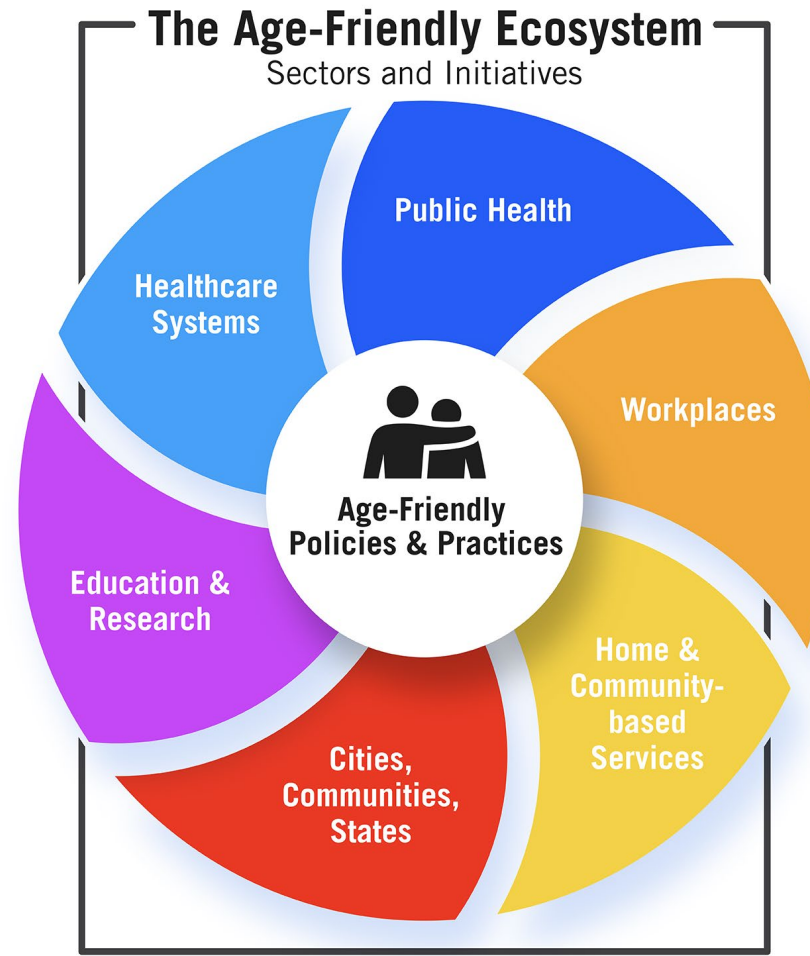 The Age-Friendly Ecosystem
Sectors and Initiatives
Public Health
Healthcare
Systems
Workplaces
Age-Friendly
Policies & Practices
Education &
Research
Home &
Community-
based
Services
Cities,
Communities,
States